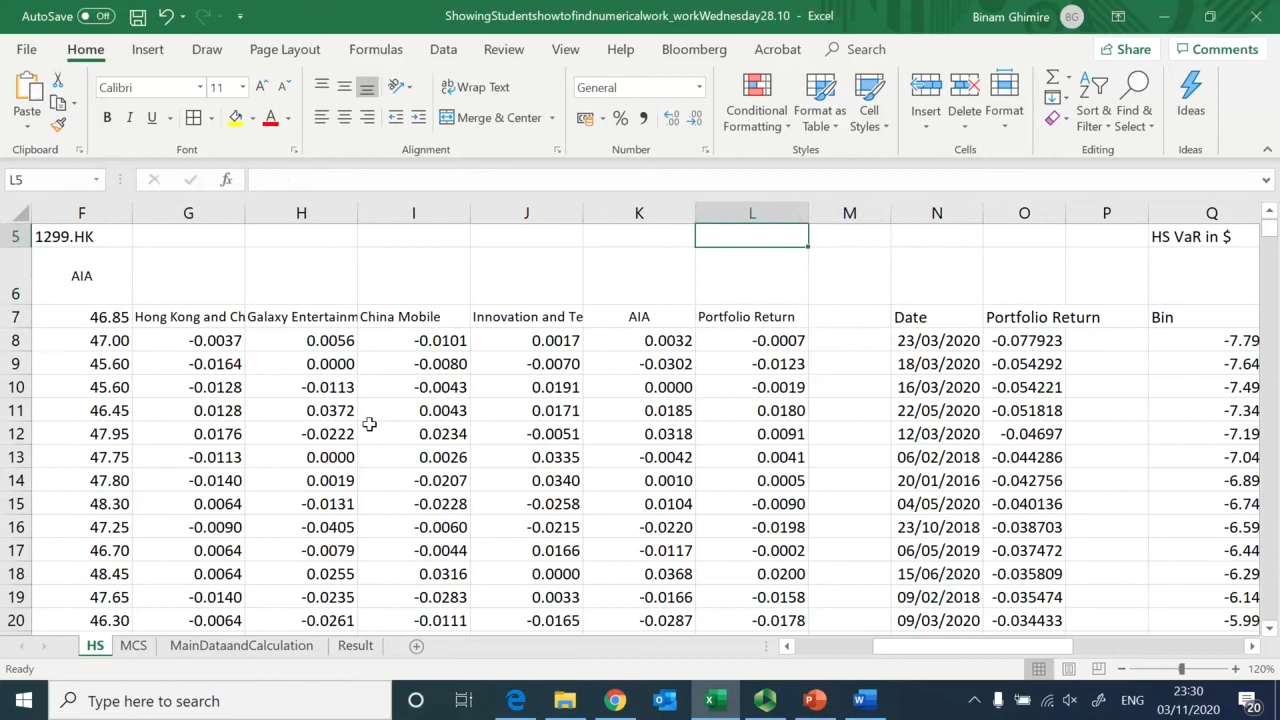 AutoSave Off ShowingStudentshowtofindnumericalwork_workWednesday28.10 - Excel Binam Ghimire BG
File Home Insert Draw Page Layout Formulas Data Review View Help Bloomberg Acrobat Search Share Comments
Paste Calibri 11 Wrap Text General Conditional Formatting Format as Table Cell Styles Insert Delete Format Sort & Filter Find & Select Ideas
B I U A Merge & Center %
Clipboard Font Alignment Number Styles Cells Editing Ideas
L5 fx
F G H I J K L M N O P Q
5 1299.HK HS VaR in $
6 AIA
7 46.85 Hong Kong and Ch Galaxy Entertainm China Mobile Innovation and Te AIA Portfolio Return Date Portfolio Return Bin
8 47.00 -0.0037 0.0056 -0.0101 0.0017 0.0032 -0.0007 23/03/2020 -0.077923 -7.79
9 45.60 -0.0164 0.0000 -0.0080 -0.0070 -0.0302 -0.0123 18/03/2020 -0.054292 -7.64
10 45.60 -0.0128 -0.0113 -0.0043 0.0191 0.0000 -0.0019 16/03/2020 -0.054221 -7.49
11 46.45 0.0128 0.0372 0.0043 0.0171 0.0185 0.0180 22/05/2020 -0.051818 -7.34
12 47.95 0.0176 -0.0222 0.0234 -0.0051 0.0318 0.0091 12/03/2020 -0.04697 -7.19
13 47.75 -0.0113 0.0000 0.0026 0.0335 -0.0042 0.0041 06/02/2018 -0.044286 -7.04
14 47.80 -0.0140 0.0019 -0.0207 0.0340 0.0010 0.0005 20/01/2016 -0.042756 -6.89
15 48.30 0.0064 -0.0131 -0.0228 -0.0258 0.0104 -0.0090 04/05/2020 -0.040136 -6.74
16 47.25 -0.0090 -0.0405 -0.0060 -0.0215 -0.0220 -0.0198 23/10/2018 -0.038703 -6.59
17 46.70 0.0064 -0.0079 -0.0044 0.0166 -0.0117 -0.0002 06/05/2019 -0.037472 -6.44
18 48.45 0.0064 0.0255 0.0316 0.0000 0.0368 0.0200 15/06/2020 -0.035809 -6.29
19 47.65 -0.0140 -0.0235 -0.0283 0.0033 -0.0166 -0.0158 09/02/2018 -0.035474 -6.14
20 46.30 -0.0064 -0.0261 -0.0111 -0.0165 -0.0287 -0.0178 09/03/2020 -0.034433 -5.99
HS MCS MainDataandCalculation Result
Ready 120%
Type here to search ENG 23:30 03/11/2020 20